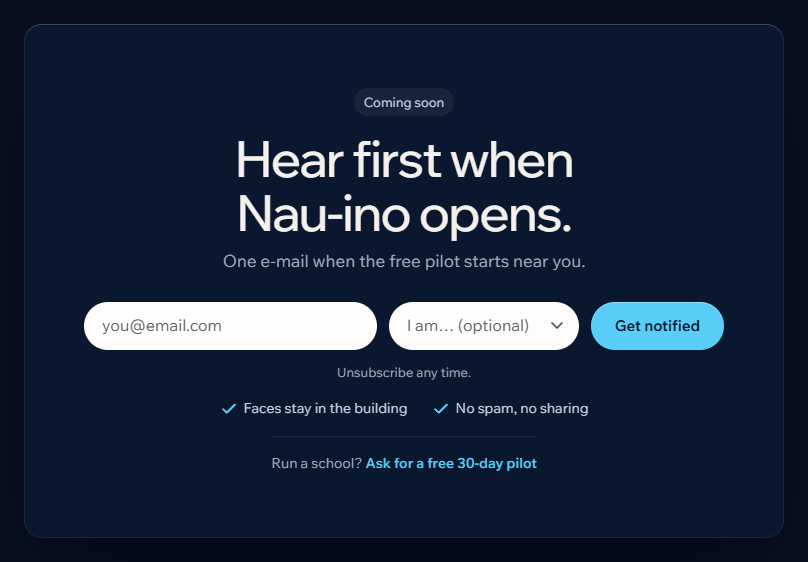 Coming soon
Hear first when
Nau-ino opens.
One e-mail when the free pilot starts near you.
you@email.com
I am... (optional)
Get notified
Unsubscribe any time.
Faces stay in the building
No spam, no sharing
Run a school? Ask for a free 30-day pilot